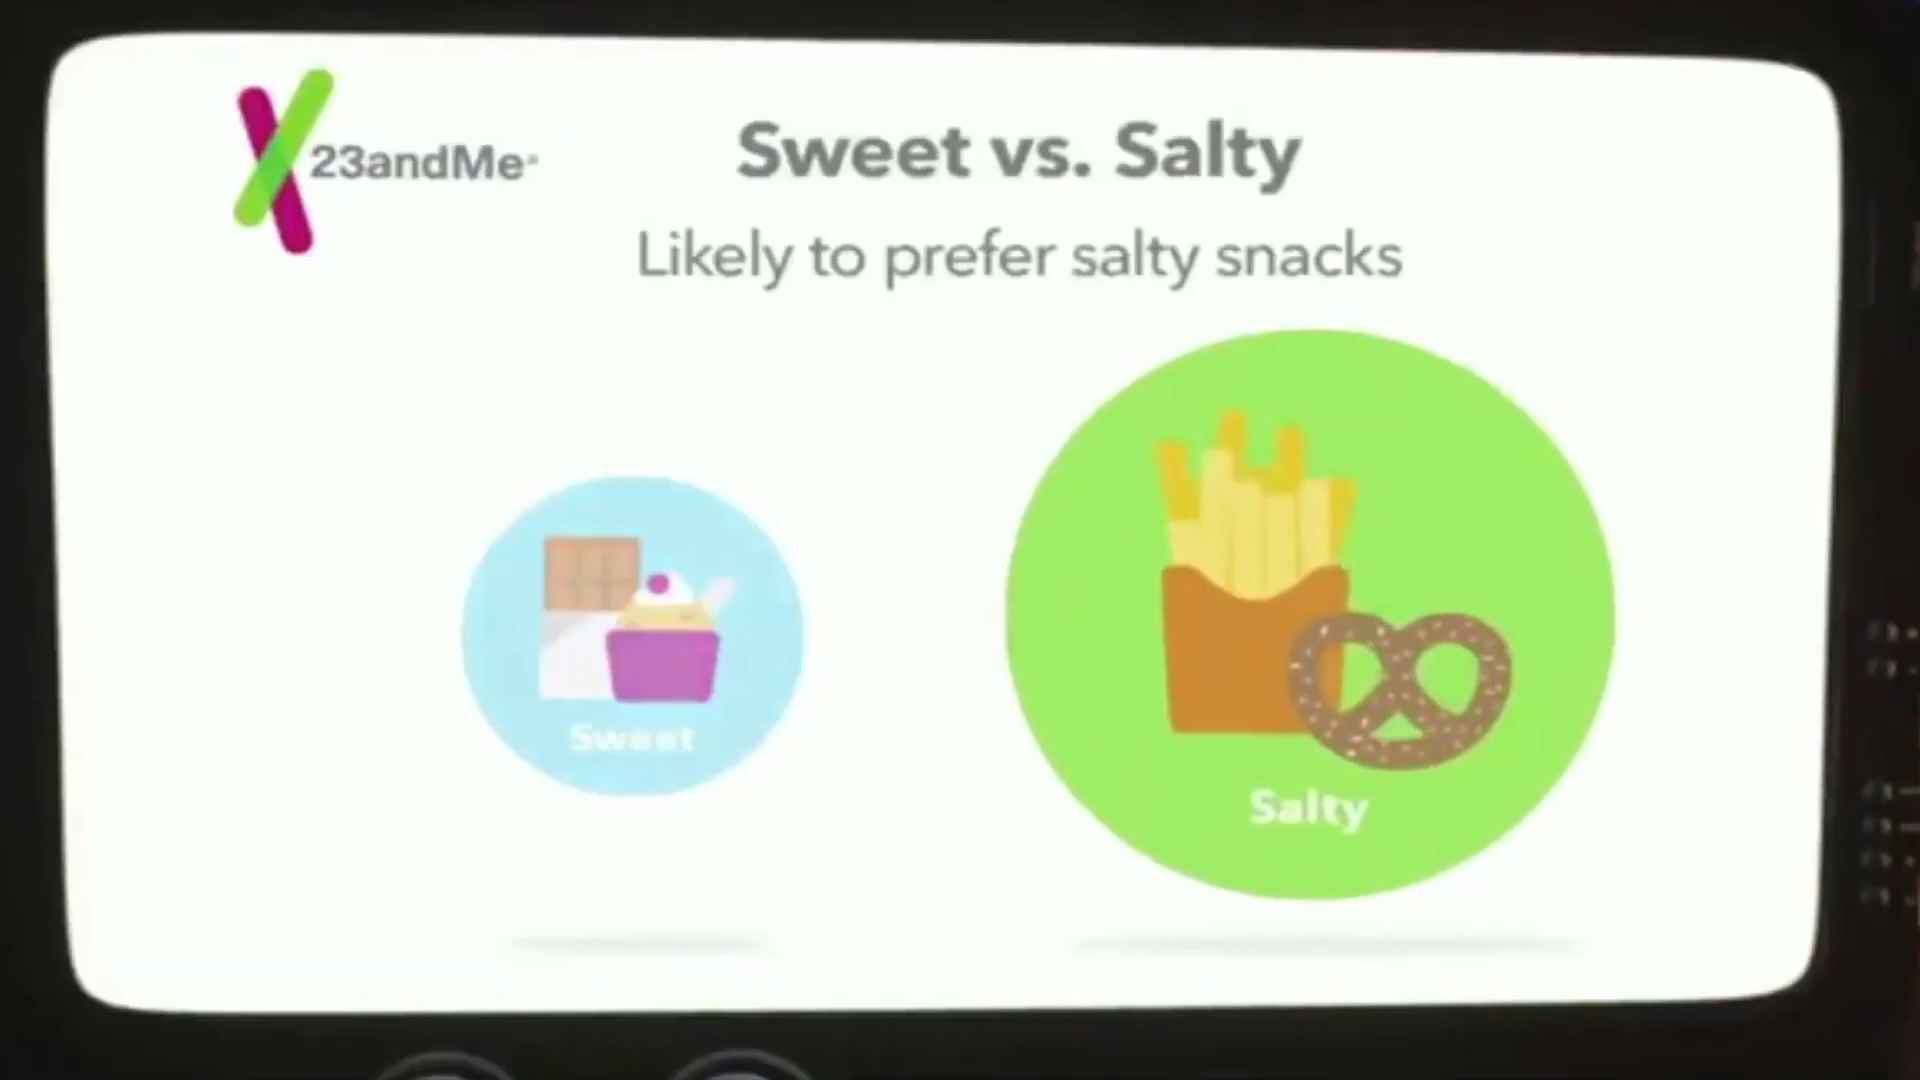 23andMe®
Sweet vs. Salty
Likely to prefer salty snacks
Sweet
Salty